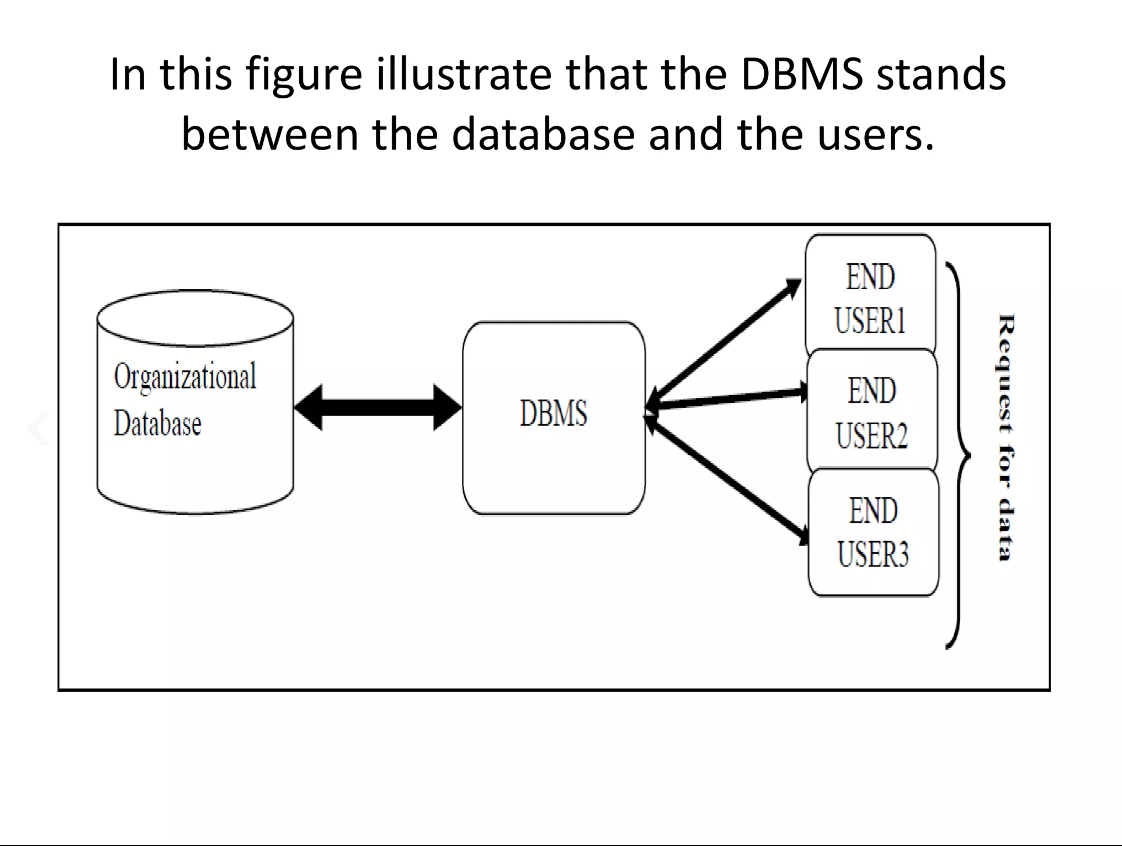 In this figure illustrate that the DBMS stands
between the database and the users.
Organizational
Database
DBMS
END
USER1
END
USER2
END
USER3
Request for data